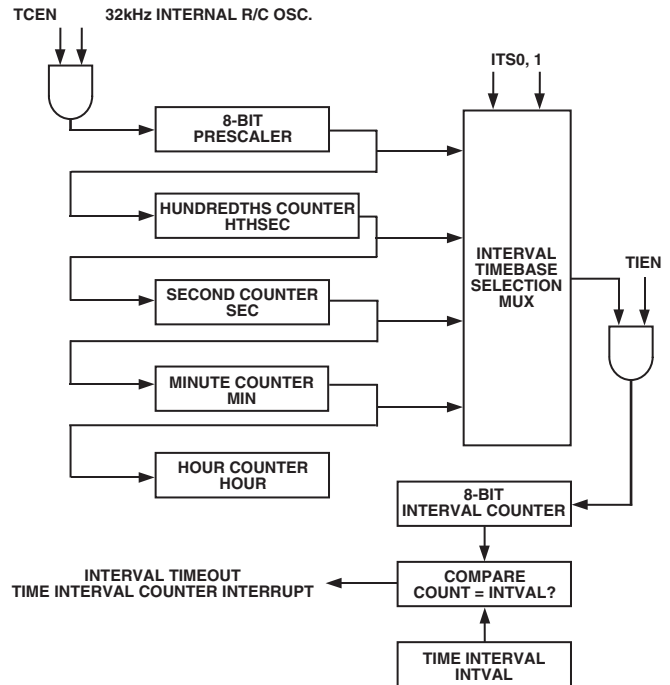 TCEN 32kHz INTERNAL R/C OSC.
ITS0, 1
8-BIT
PRESCALER
HUNDREDTHS COUNTER
HTHSEC
INTERVAL
TIMEBASE
SELECTION
MUX
TIEN
SECOND COUNTER
SEC
MINUTE COUNTER
MIN
HOUR COUNTER
HOUR
8-BIT
INTERVAL COUNTER
INTERVAL TIMEOUT
TIME INTERVAL COUNTER INTERRUPT
COMPARE
COUNT = INTVAL?
TIME INTERVAL
INTVAL